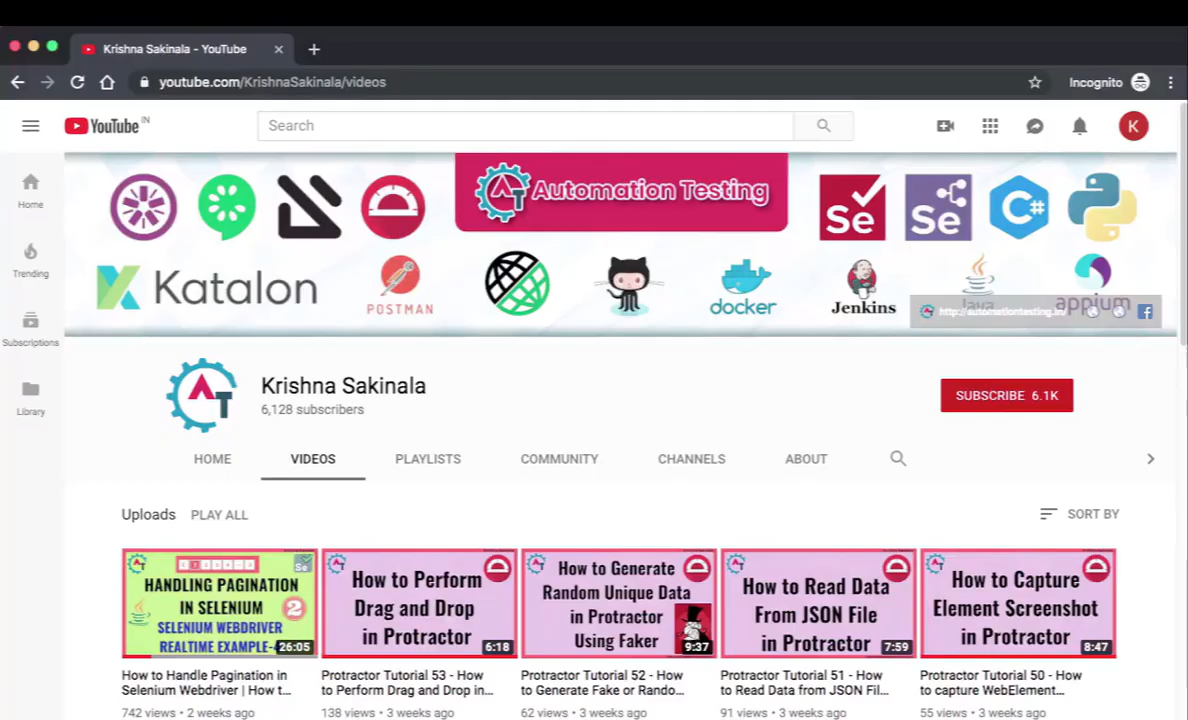 Krishna Sakinala - YouTube
youtube.com/KrishnaSakinala/videos
Incognito
YouTube IN
Search
K
Home
Trending
Subscriptions
Library
AT Automation Testing
Se
Se
C#
Katalon
POSTMAN
docker
Jenkins
Java
appium
http://automationtesting.in/
AT
Krishna Sakinala
6,128 subscribers
SUBSCRIBE 6.1K
HOME
VIDEOS
PLAYLISTS
COMMUNITY
CHANNELS
ABOUT
Uploads
PLAY ALL
SORT BY
HANDLING PAGINATION
IN SELENIUM
2
SELENIUM WEBDRIVER
REALTIME EXAMPLE-4
26:05
How to Perform
Drag and Drop
in Protractor
6:18
How to Generate
Random Unique Data
in Protractor
Using Faker
9:37
How to Read Data
From JSON File
in Protractor
7:59
How to Capture
Element Screenshot
in Protractor
8:47
How to Handle Pagination in
Selenium Webdriver | How t...
742 views • 2 weeks ago
Protractor Tutorial 53 - How
to Perform Drag and Drop in...
138 views • 3 weeks ago
Protractor Tutorial 52 - How
to Generate Fake or Rando...
62 views • 3 weeks ago
Protractor Tutorial 51 - How
to Read Data from JSON Fil...
91 views • 3 weeks ago
Protractor Tutorial 50 - How
to capture WebElement...
55 views • 3 weeks ago